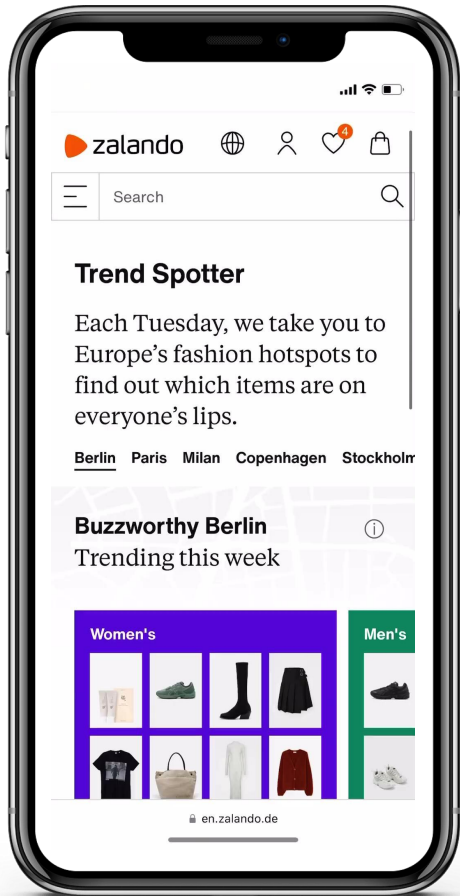 zalando
4
Search
Trend Spotter
Each Tuesday, we take you to
Europe’s fashion hotspots to
find out which items are on
everyone’s lips.
Berlin Paris Milan Copenhagen Stockholm
Buzzworthy Berlin
Trending this week
Women's
Men's
en.zalando.de